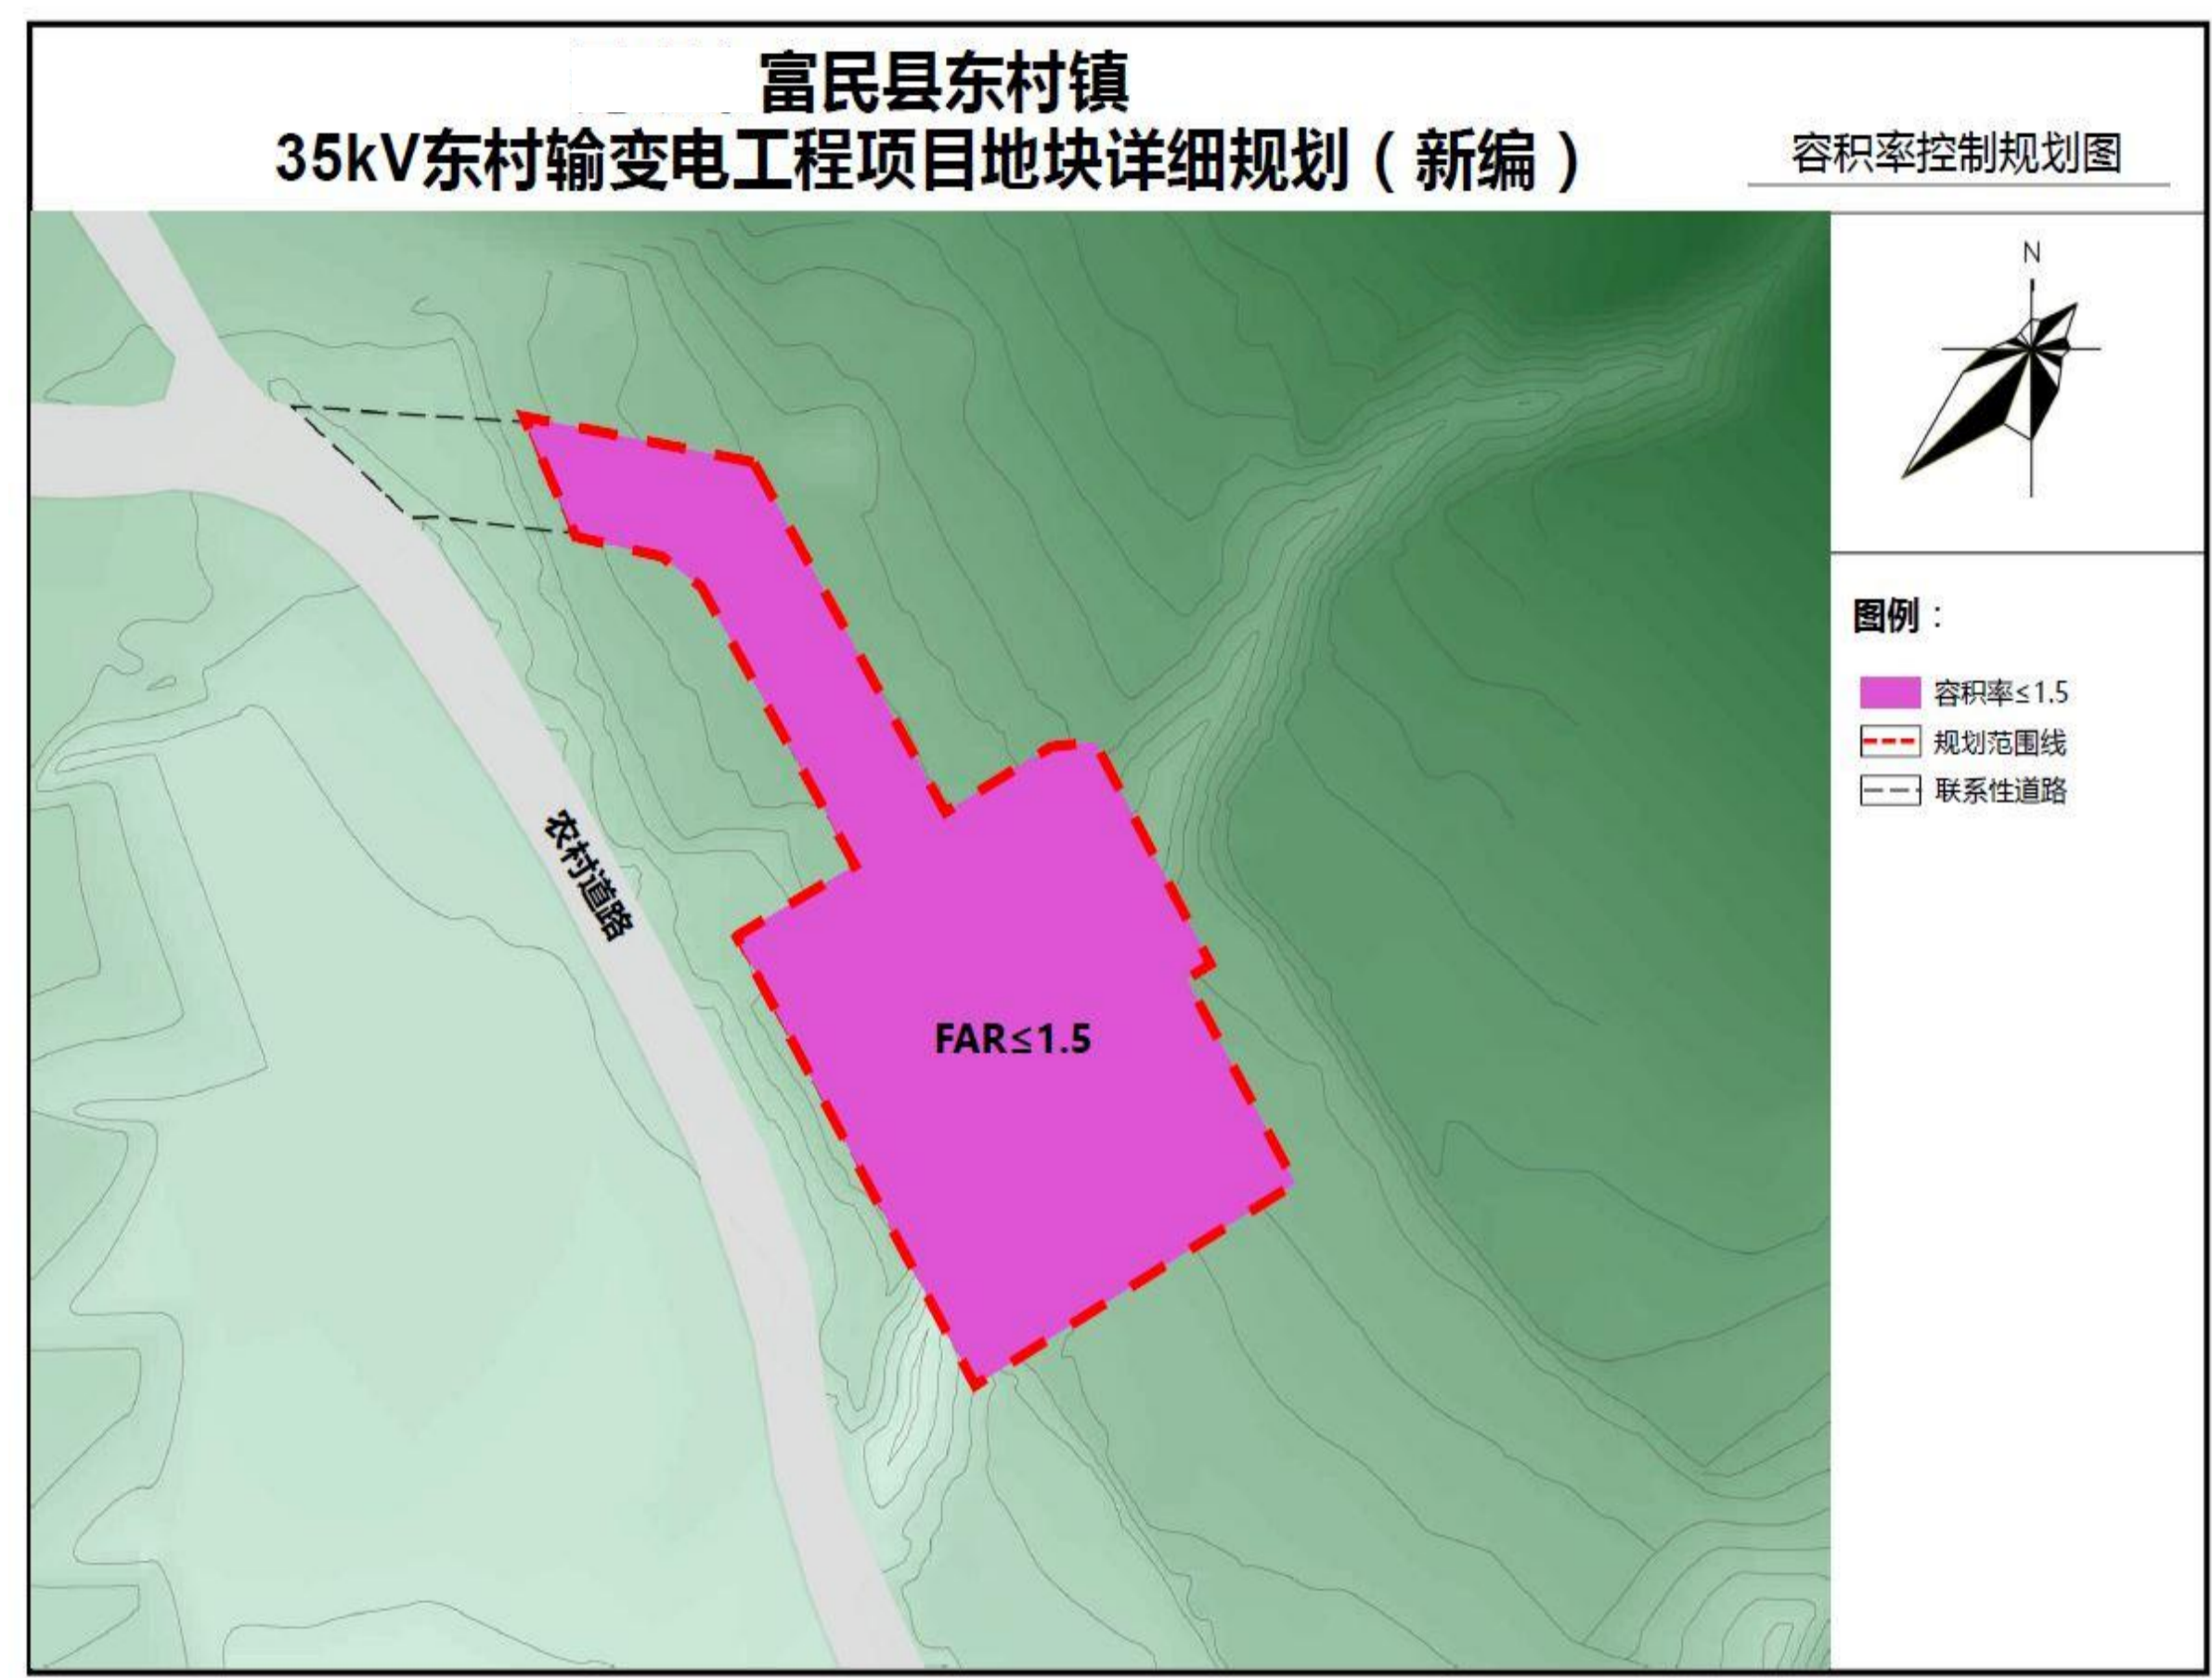 富民县东村镇
35kV东村输变电工程项目地块详细规划（新编）
容积率控制规划图
N
图例：
容积率≤1.5
规划范围线
联系性道路
农村道路
FAR≤1.5